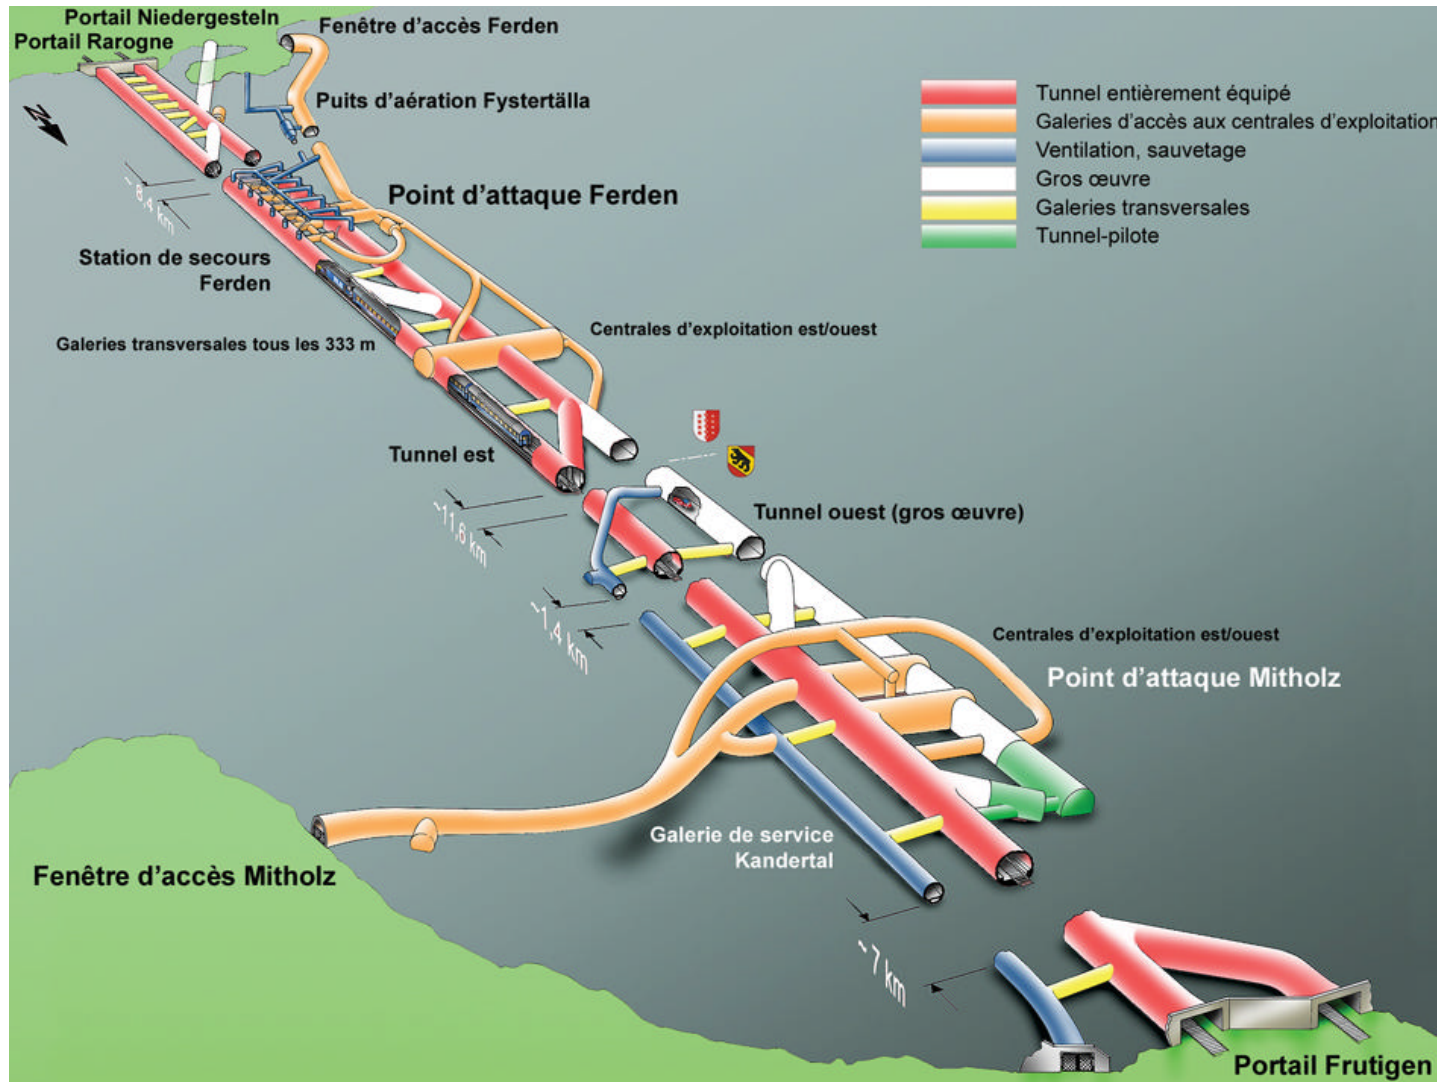 Portail Niedergesteln
Portail Rarogne
Fenêtre d'accès Ferden
Puits d'aération Fystertälla
N
~ 8,4 km
Point d'attaque Ferden
Station de secours
Ferden
Galeries transversales tous les 333 m
Centrales d'exploitation est/ouest
Tunnel entièrement équipé
Galeries d'accès aux centrales d'exploitation
Ventilation, sauvetage
Gros œuvre
Galeries transversales
Tunnel-pilote
Tunnel est
~11,6 km
Tunnel ouest (gros œuvre)
~1,4 km
Centrales d'exploitation est/ouest
Point d'attaque Mitholz
Galerie de service
Kandertal
Fenêtre d'accès Mitholz
~ 7 km
Portail Frutigen